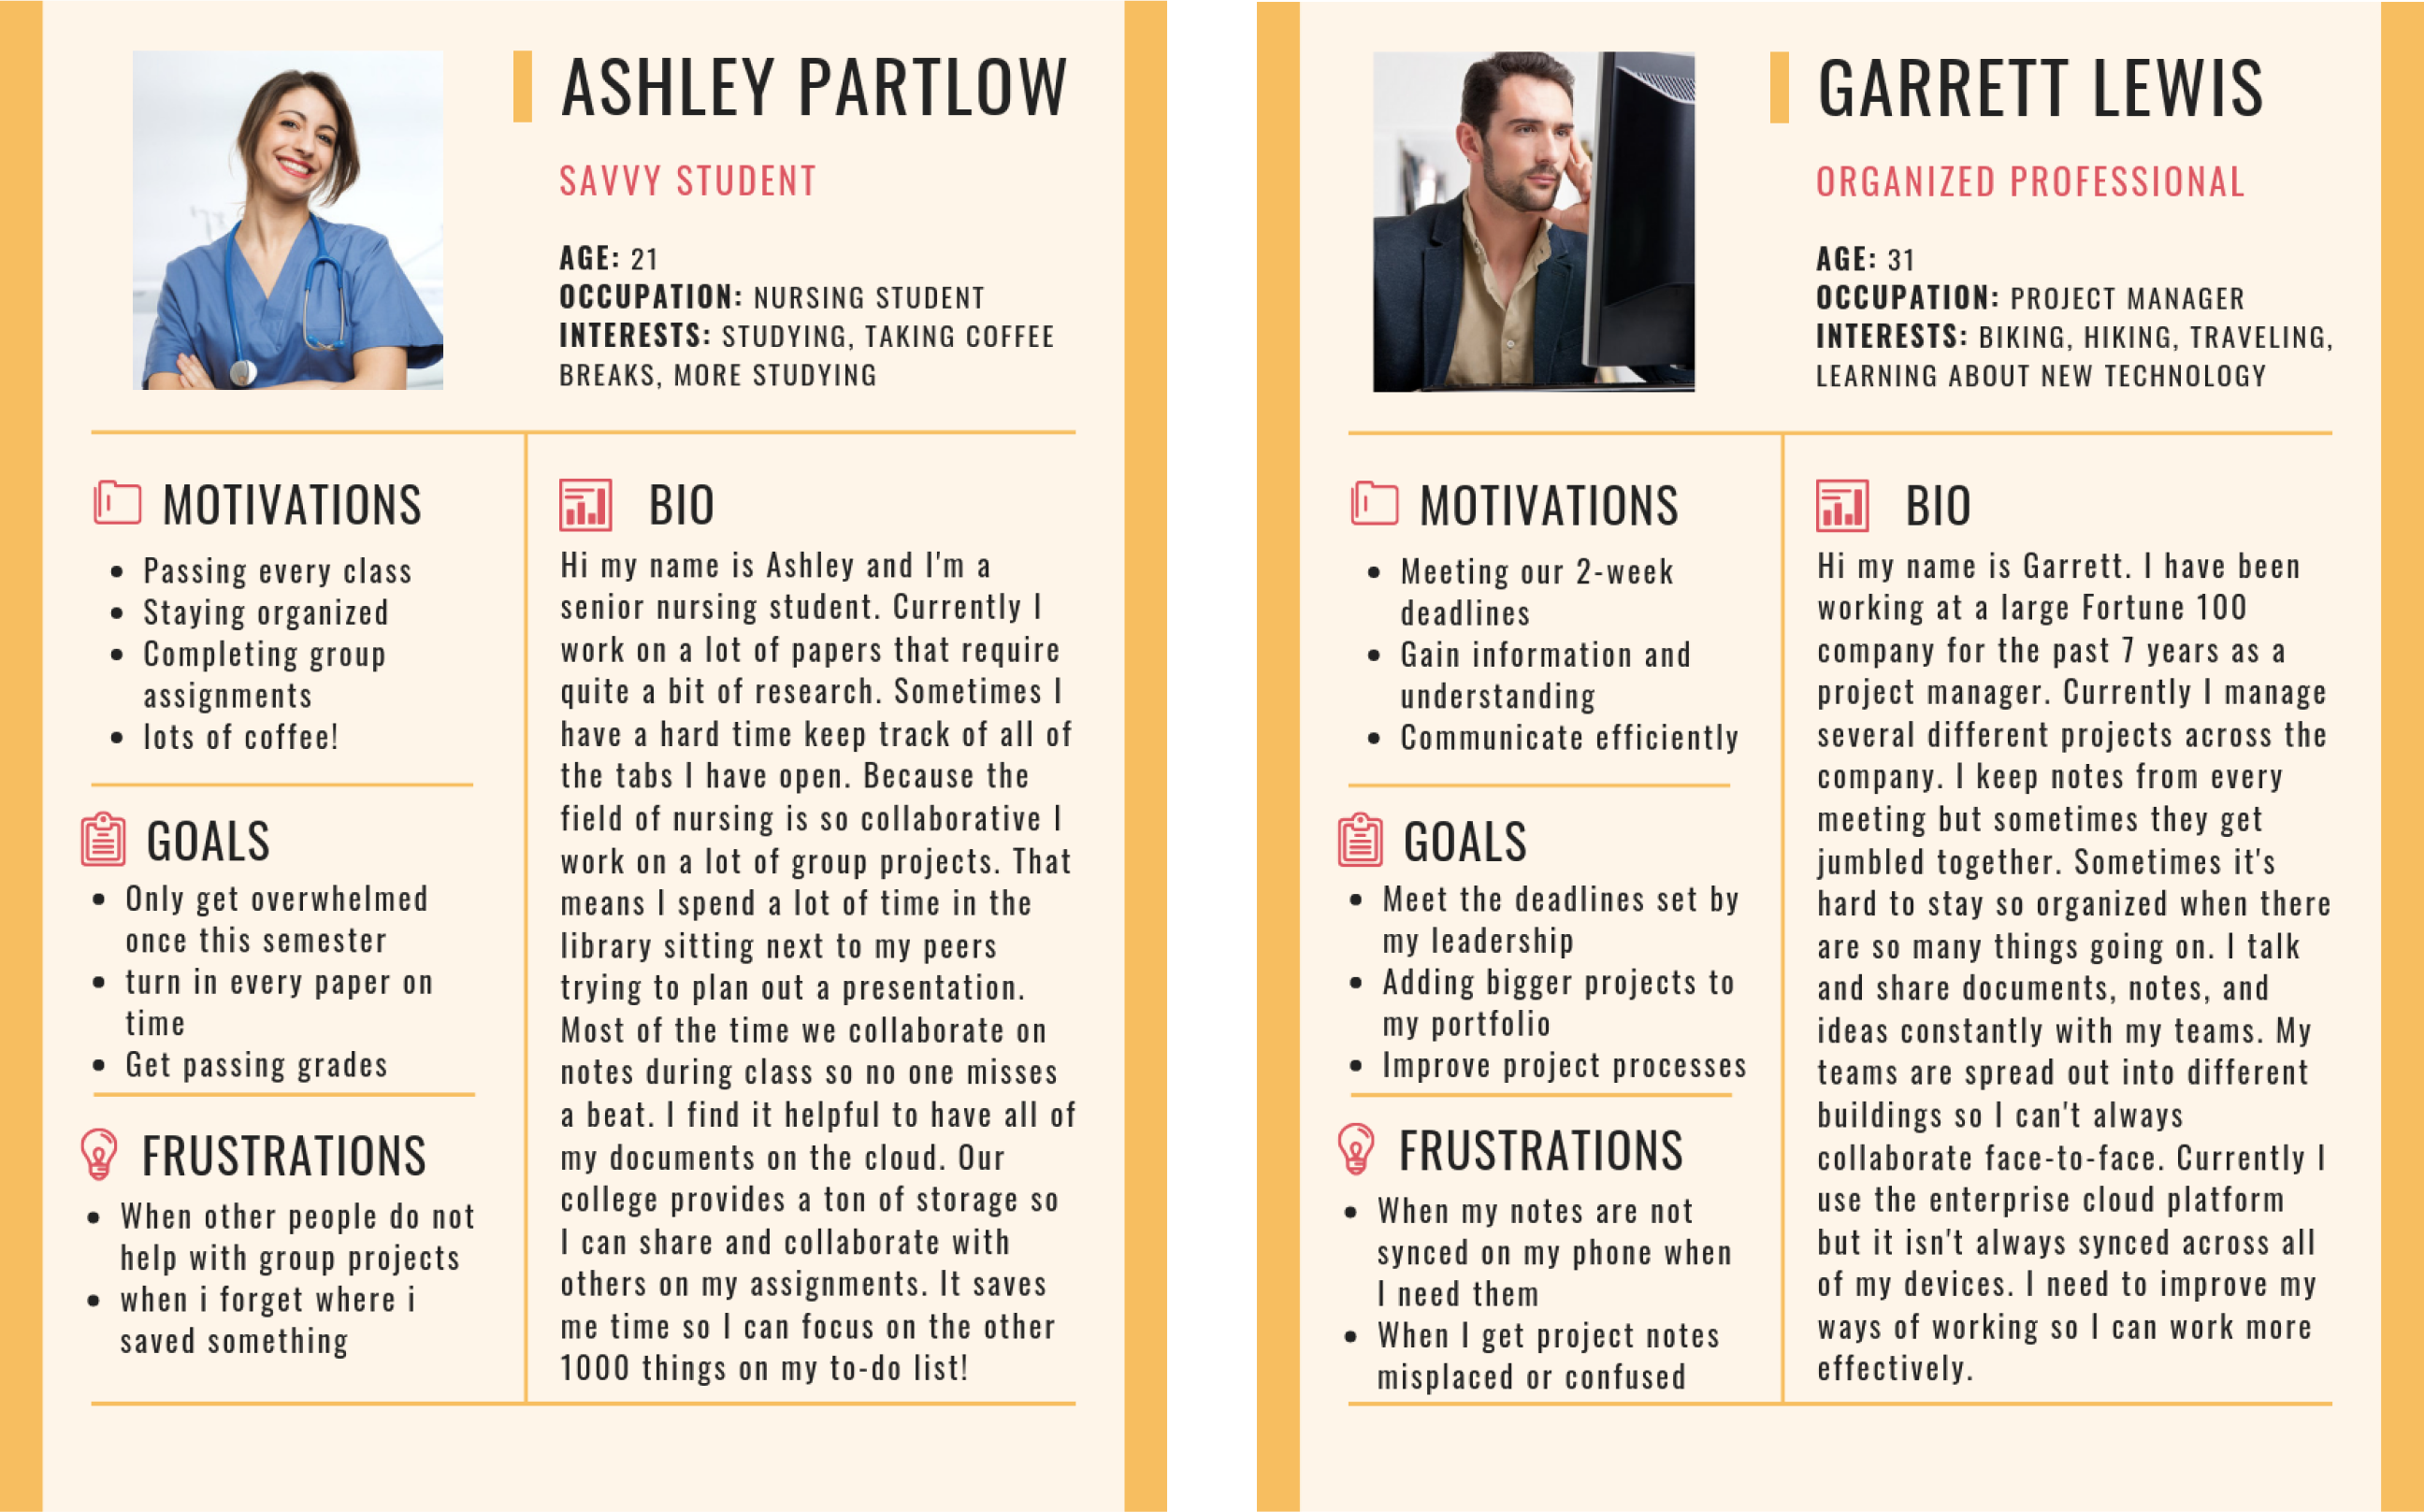 ASHLEY PARTLOW
SAVVY STUDENT
AGE: 21
OCCUPATION: NURSING STUDENT
INTERESTS: STUDYING, TAKING COFFEE
BREAKS, MORE STUDYING
MOTIVATIONS
• Passing every class
• Staying organized
• Completing group
assignments
• lots of coffee!
GOALS
• Only get overwhelmed
once this semester
• turn in every paper on
time
• Get passing grades
FRUSTRATIONS
• When other people do not
help with group projects
• when i forget where i
saved something
BIO
Hi my name is Ashley and I'm a
senior nursing student. Currently I
work on a lot of papers that require
quite a bit of research. Sometimes I
have a hard time keep track of all of
the tabs I have open. Because the
field of nursing is so collaborative I
work on a lot of group projects. That
means I spend a lot of time in the
library sitting next to my peers
trying to plan out a presentation.
Most of the time we collaborate on
notes during class so no one misses
a beat. I find it helpful to have all of
my documents on the cloud. Our
college provides a ton of storage so
I can share and collaborate with
others on my assignments. It saves
me time so I can focus on the other
1000 things on my to-do list!
GARRETT LEWIS
ORGANIZED PROFESSIONAL
AGE: 31
OCCUPATION: PROJECT MANAGER
INTERESTS: BIKING, HIKING, TRAVELING,
LEARNING ABOUT NEW TECHNOLOGY
MOTIVATIONS
• Meeting our 2-week
deadlines
• Gain information and
understanding
• Communicate efficiently
GOALS
• Meet the deadlines set by
my leadership
• Adding bigger projects to
my portfolio
• Improve project processes
FRUSTRATIONS
• When my notes are not
synced on my phone when
I need them
• When I get project notes
misplaced or confused
BIO
Hi my name is Garrett. I have been
working at a large Fortune 100
company for the past 7 years as a
project manager. Currently I manage
several different projects across the
company. I keep notes from every
meeting but sometimes they get
jumbled together. Sometimes it's
hard to stay so organized when there
are so many things going on. I talk
and share documents, notes, and
ideas constantly with my teams. My
teams are spread out into different
buildings so I can't always
collaborate face-to-face. Currently I
use the enterprise cloud platform
but it isn't always synced across all
of my devices. I need to improve my
ways of working so I can work more
effectively.